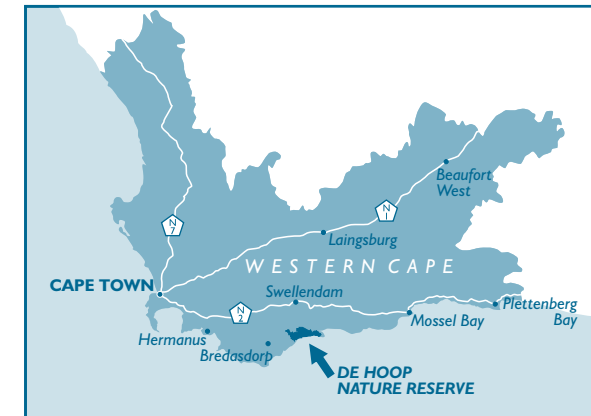 Beaufort
West
N
1
N
7
Laingsburg
WESTERN CAPE
CAPE TOWN
Swellendam
N
2
Plettenberg
Bay
Mossel Bay
Hermanus
Bredasdorp
DE HOOP
NATURE RESERVE